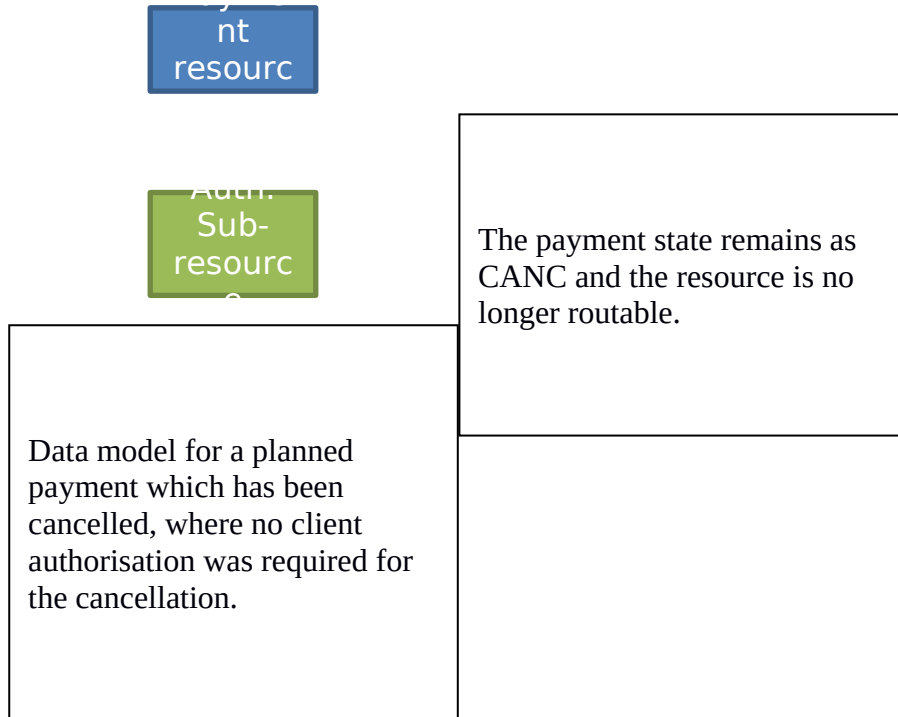 nt
resourc
Auth.
Sub-
resourc
e
The payment state remains as
CANC and the resource is no
longer routable.
Data model for a planned
payment which has been
cancelled, where no client
authorisation was required for
the cancellation.